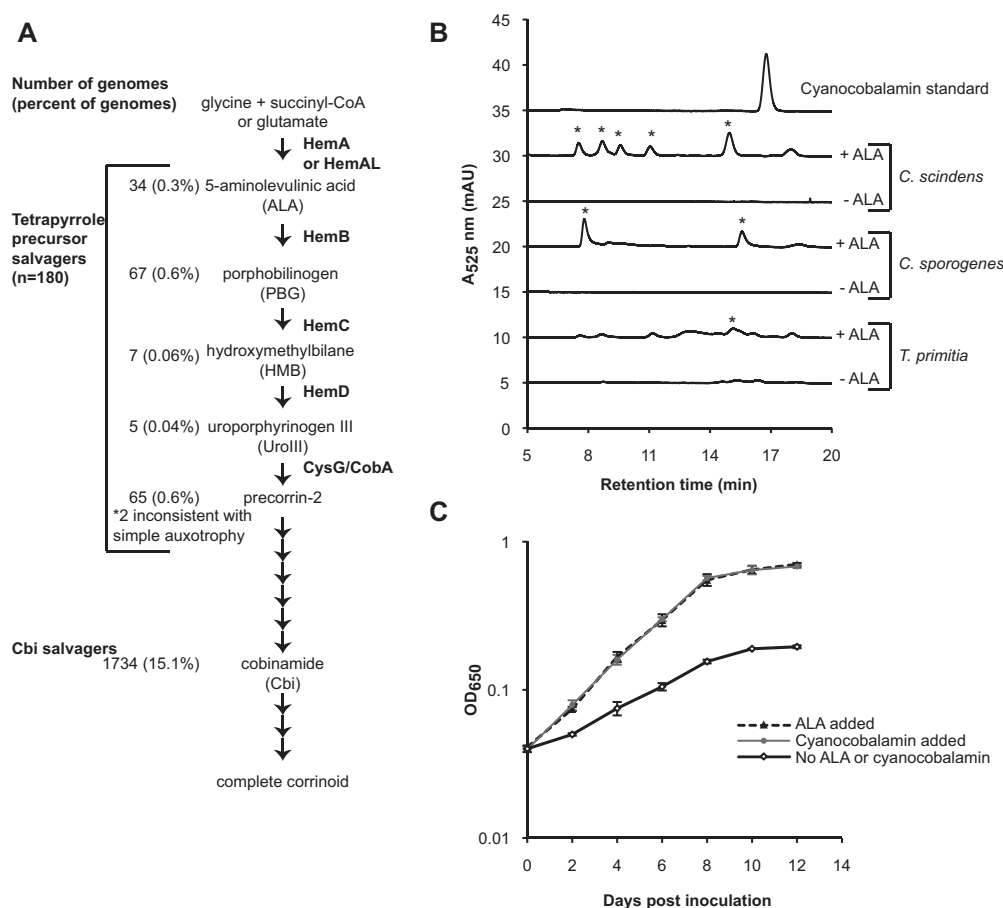 A
Number of genomes
(percent of genomes)
glycine + succinyl-CoA
or glutamate
HemA
or HemAL
34 (0.3%)
5-aminolevulinic acid
(ALA)
Tetrapyrrole
precursor
salvagers
(n=180)
HemB
67 (0.6%)
porphobilinogen
(PBG)
HemC
7 (0.06%)
hydroxymethylbilane
(HMB)
HemD
5 (0.04%)
uroporphyrinogen III
(UroIII)
CysG/CobA
65 (0.6%)
precorrin-2
*2 inconsistent with
simple auxotrophy
Cbi salvagers
1734 (15.1%)
cobinamide
(Cbi)
complete corrinoid
B
A525 nm (mAU)
45
40
35
30
25
20
15
10
5
0
Cyanocobalamin standard
* * * * *
+ ALA
- ALA
C. scindens
* *
+ ALA
- ALA
C. sporogenes
*
+ ALA
- ALA
T. primitia
5 8 11 14 17 20
Retention time (min)
C
OD650
1
0.1
0.01
ALA added
Cyanocobalamin added
No ALA or cyanocobalamin
0 2 4 6 8 10 12 14
Days post inoculation